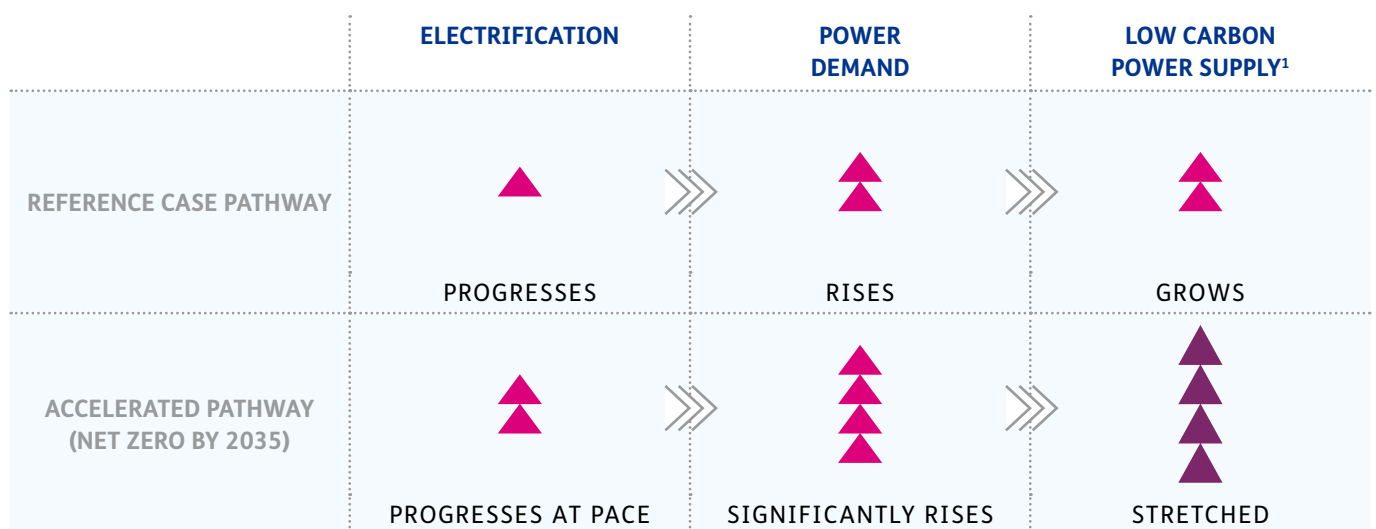 ELECTRIFICATION
POWER
DEMAND
LOW CARBON
POWER SUPPLY¹
REFERENCE CASE PATHWAY
PROGRESSES
RISES
GROWS
ACCELERATED PATHWAY
(NET ZERO BY 2035)
PROGRESSES AT PACE
SIGNIFICANTLY RISES
STRETCHED